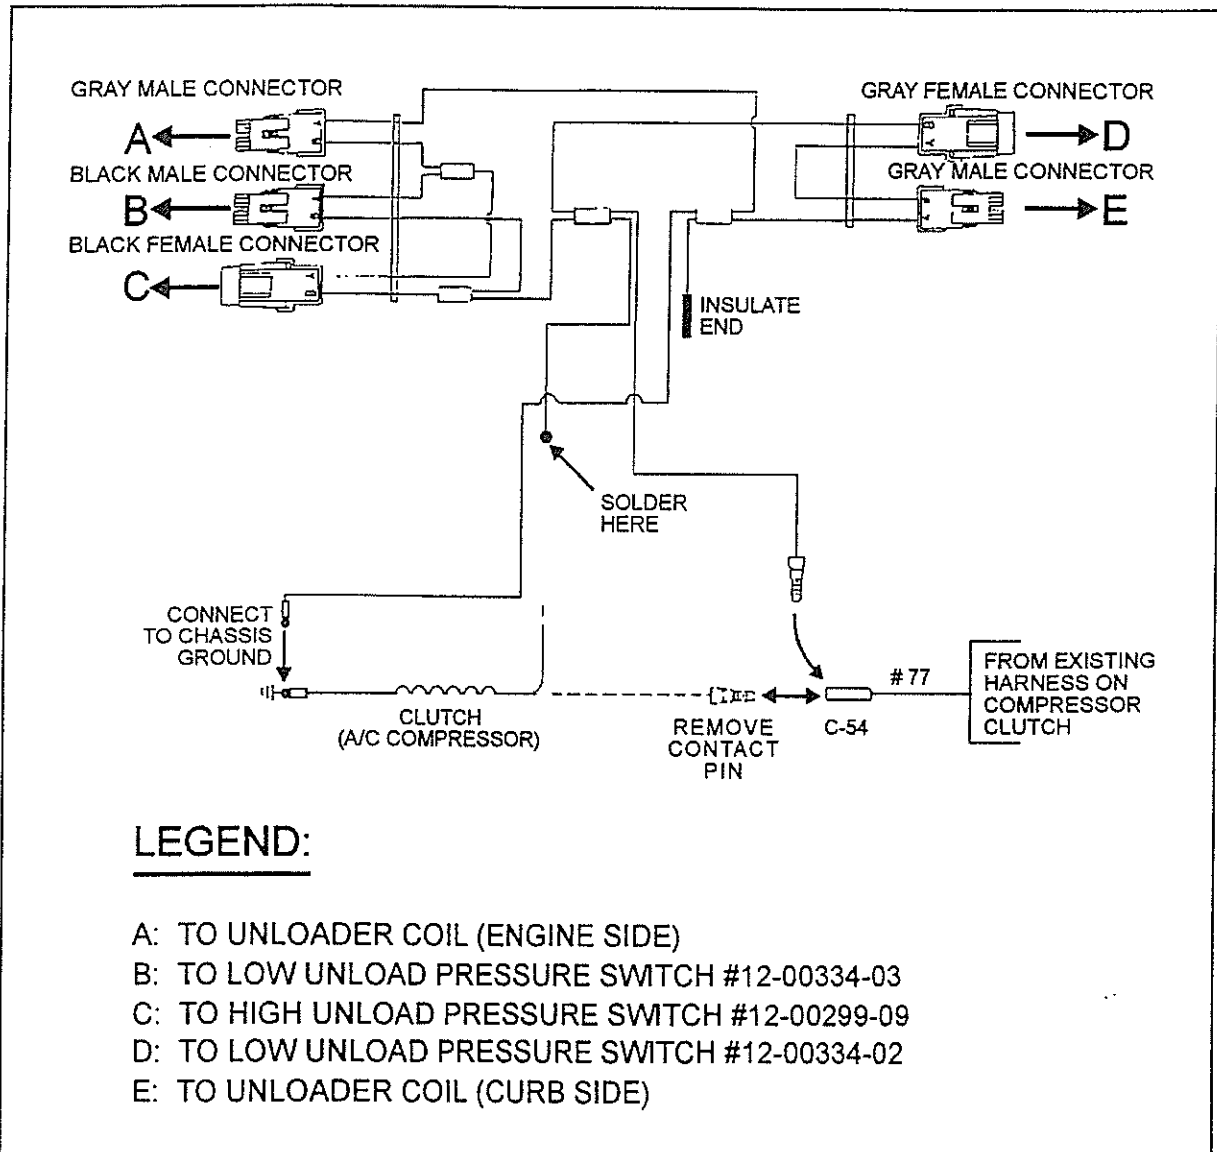 GRAY MALE CONNECTOR
A
BLACK MALE CONNECTOR
B
BLACK FEMALE CONNECTOR
C
GRAY FEMALE CONNECTOR
D
GRAY MALE CONNECTOR
E
INSULATE
END
SOLDER
HERE
CONNECT
TO CHASSIS
GROUND
CLUTCH
(A/C COMPRESSOR)
REMOVE
CONTACT
PIN
C-54
# 77
FROM EXISTING
HARNESS ON
COMPRESSOR
CLUTCH
LEGEND:
A: TO UNLOADER COIL (ENGINE SIDE)
B: TO LOW UNLOAD PRESSURE SWITCH #12-00334-03
C: TO HIGH UNLOAD PRESSURE SWITCH #12-00299-09
D: TO LOW UNLOAD PRESSURE SWITCH #12-00334-02
E: TO UNLOADER COIL (CURB SIDE)